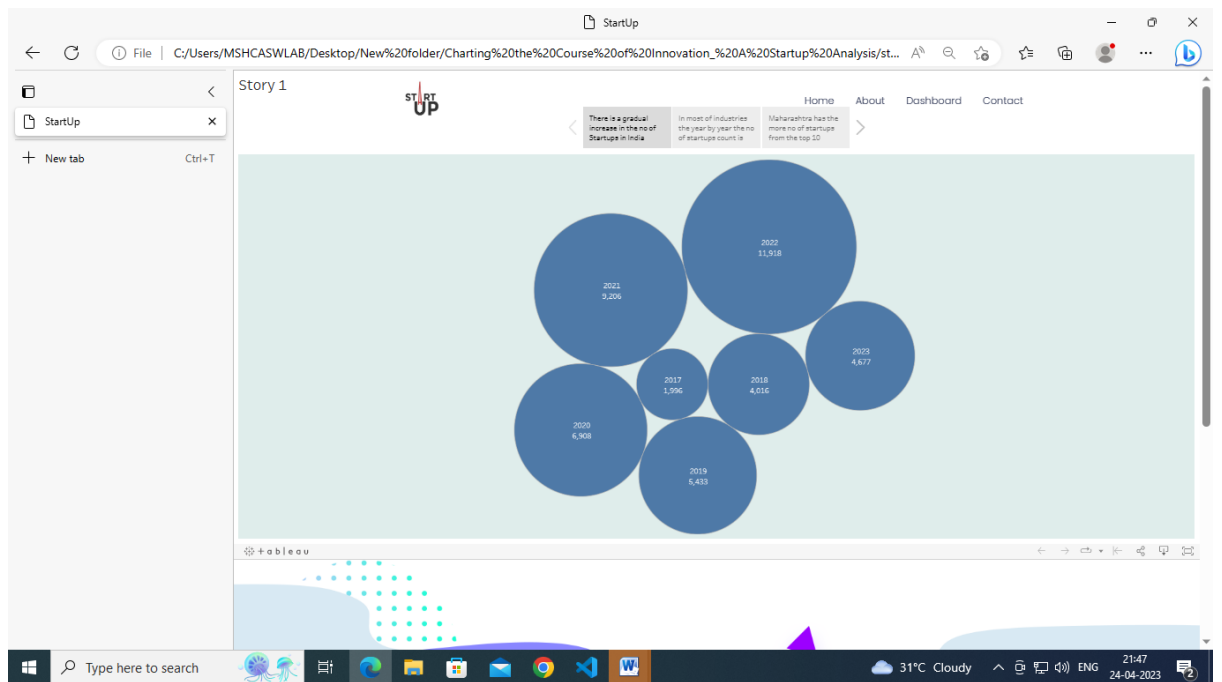 StartUp
File
C:/Users/MSHCASWLAB/Desktop/New%20folder/Charting%20the%20Course%20of%20Innovation_%20A%20Startup%20Analysis/st...
StartUp
New tab
Ctrl+T
Story 1
START
UP
Home About Dashboard Contact
There is a gradual
increase in the no of
Startups in India
In most of industries
the year by year the no
of startups count is
Maharashtra has the
more no of startups
from the top 10
2022
11,918
2021
9,206
2023
4,677
2017
1,996
2018
4,016
2020
6,908
2019
5,433
+ableau
Type here to search
31°C Cloudy
ENG
21:47
24-04-2023
2